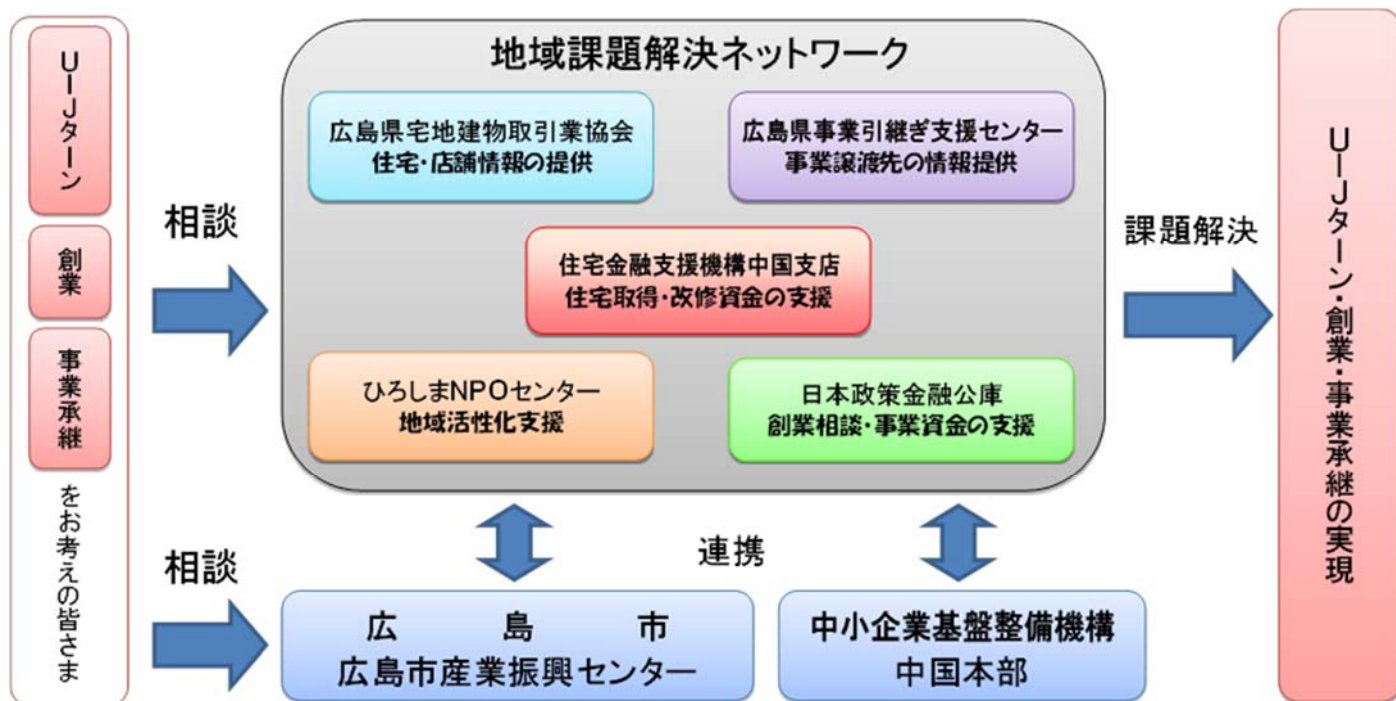 UIJターン
創業
事業承継
をお考えの皆さま
相談
相談
地域課題解決ネットワーク
広島県宅地建物取引業協会
住宅・店舗情報の提供
広島県事業引継ぎ支援センター
事業譲渡先の情報提供
住宅金融支援機構中国支店
住宅取得・改修資金の支援
ひろしまNPOセンター
地域活性化支援
日本政策金融公庫
創業相談・事業資金の支援
連携
広島市
広島市産業振興センター
中小企業基盤整備機構
中国本部
課題解決
UIJターン・創業・事業承継の実現